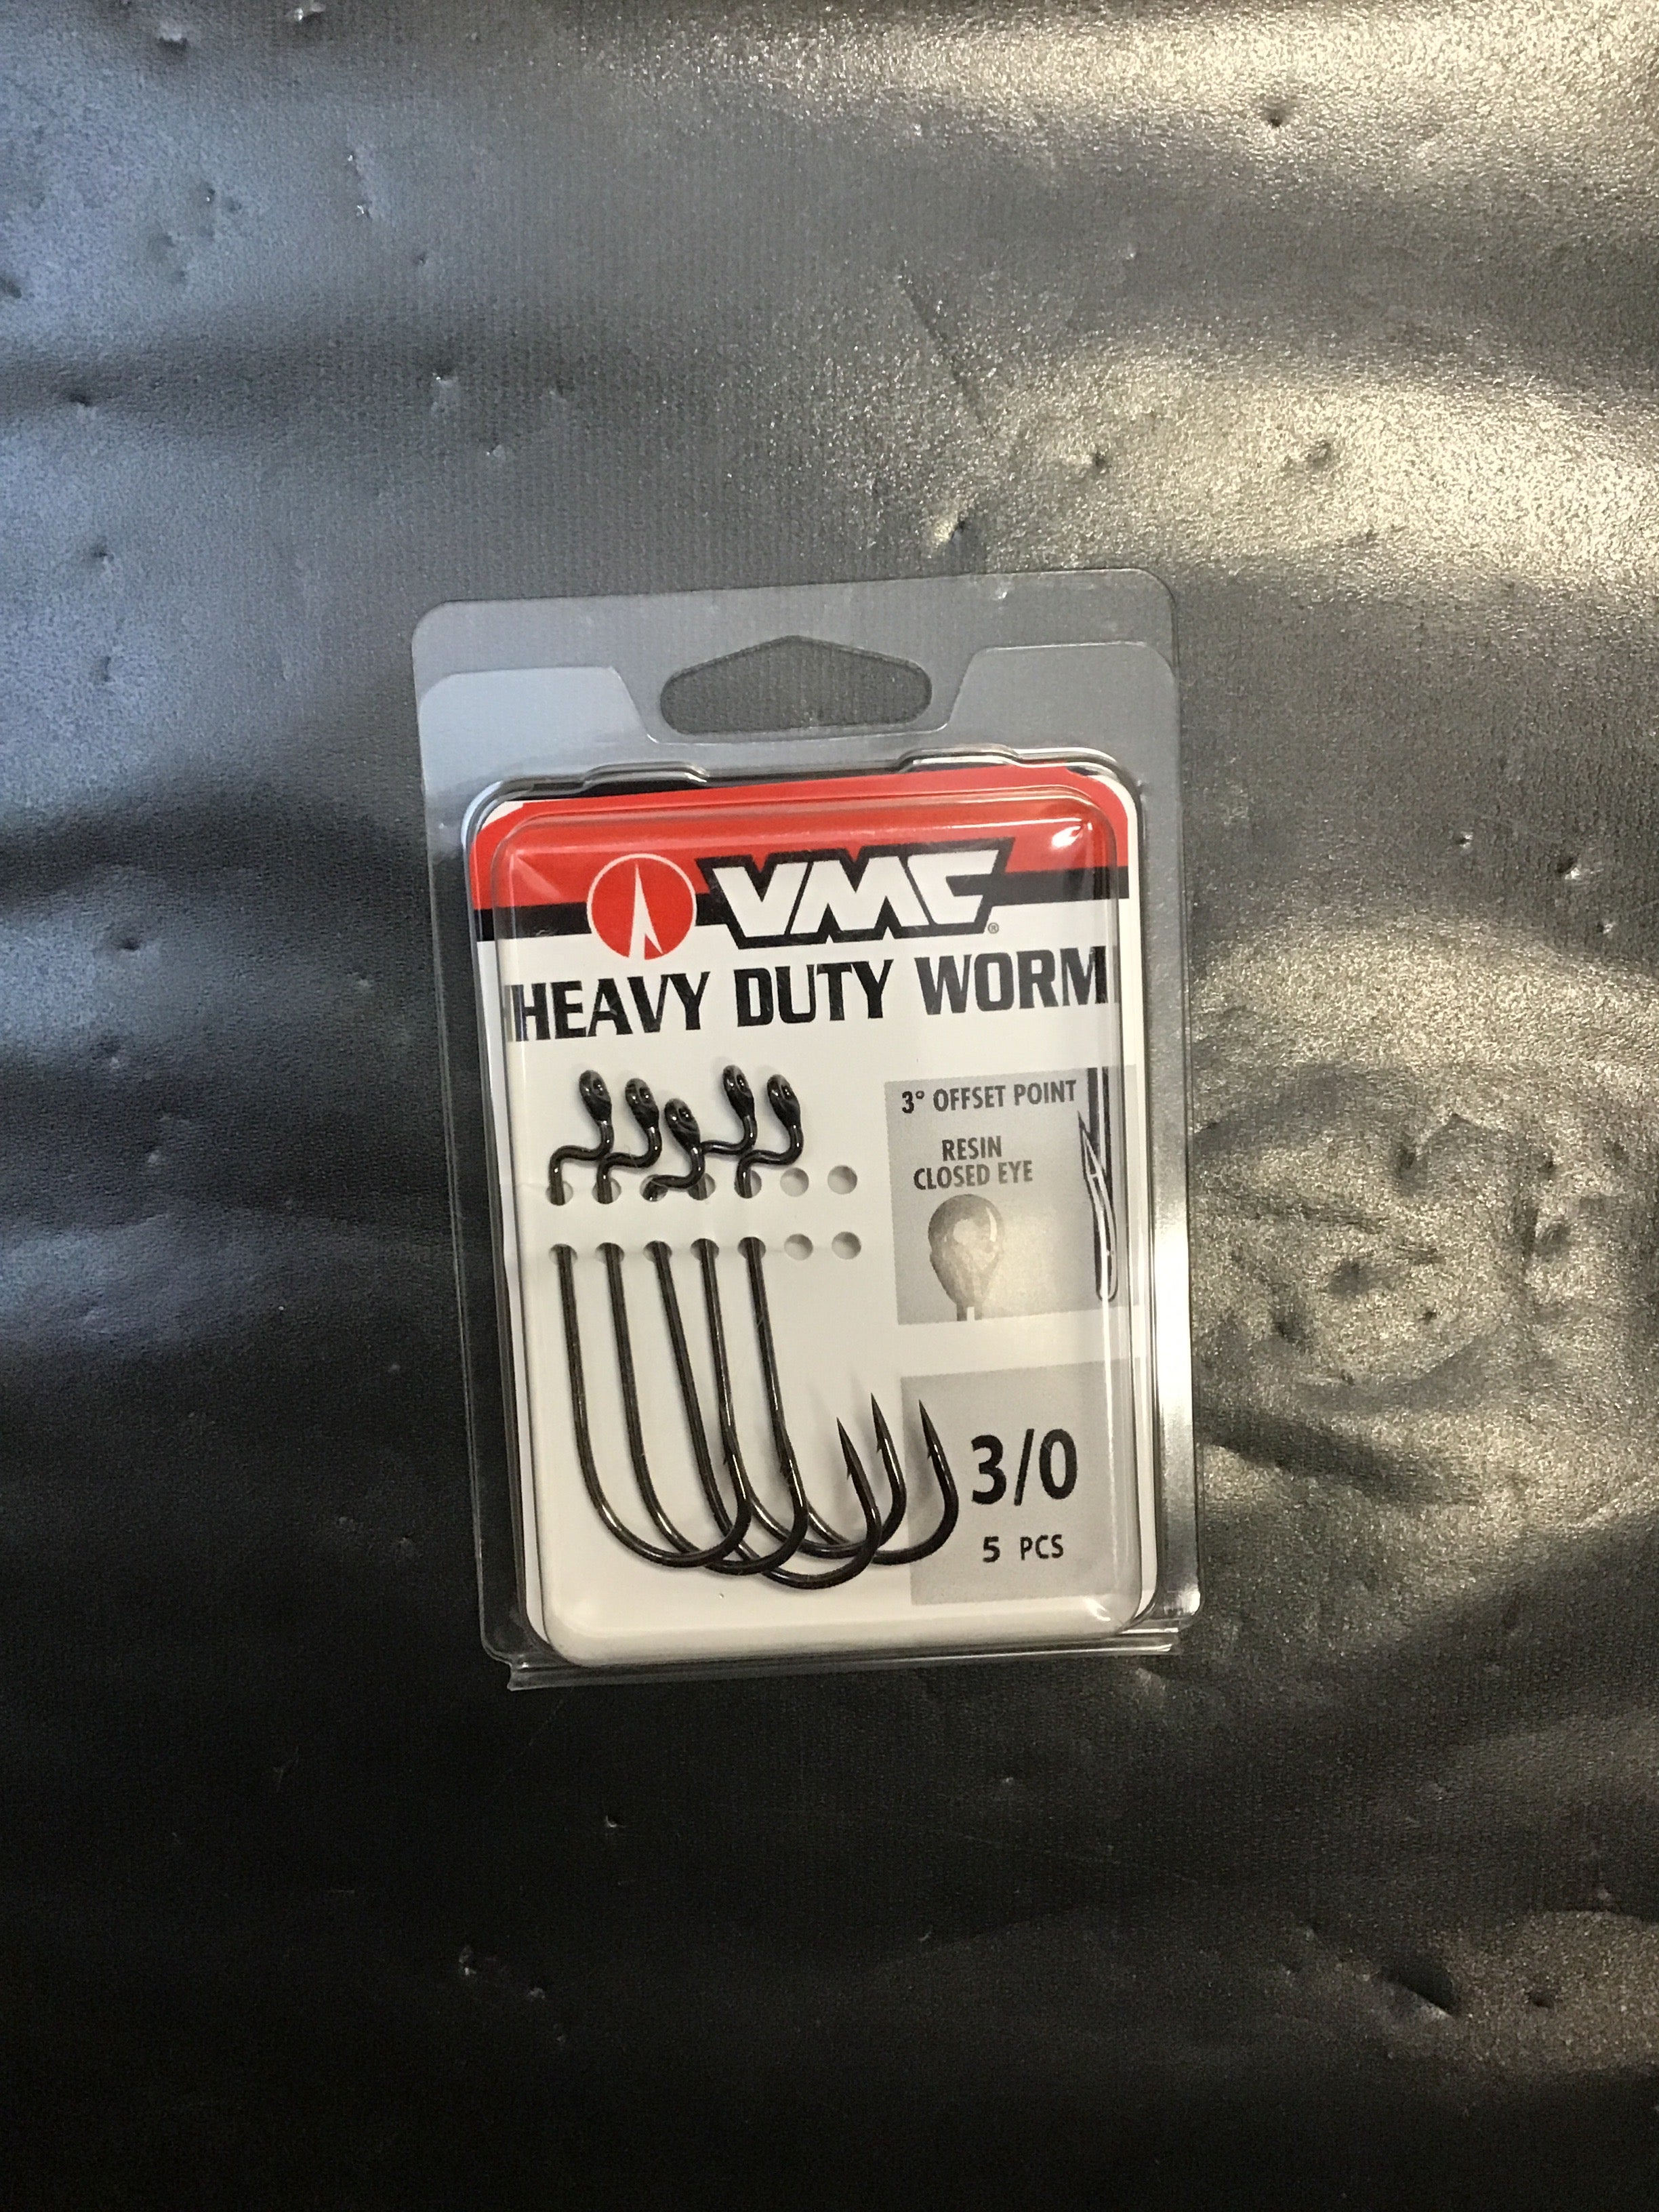 VMC®
HEAVY DUTY WORM
3° OFFSET POINT
RESIN
CLOSED EYE
3/0
5 PCS